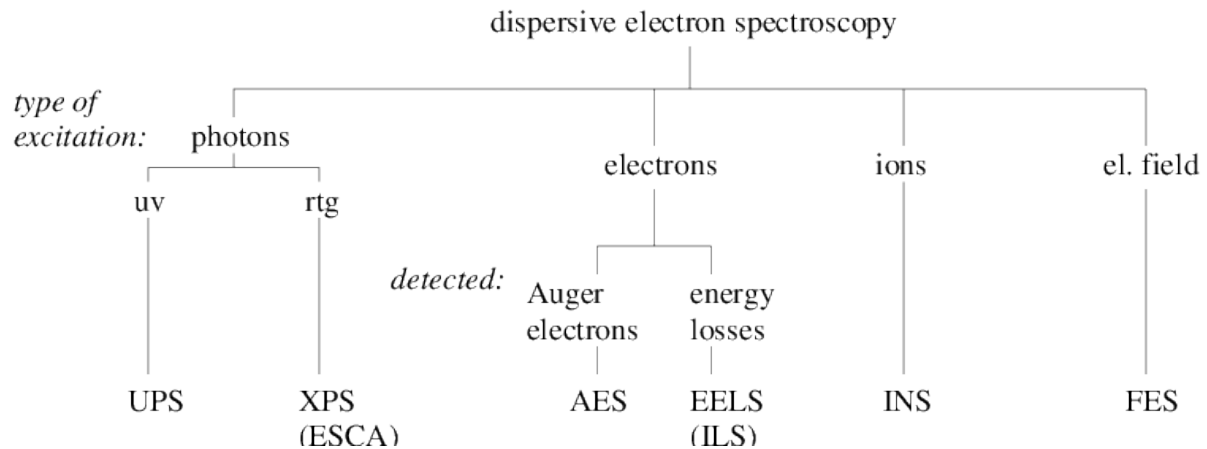 dispersive electron spectroscopy
type of
excitation:
photons
electrons
ions
el. field
uv
rtg
detected:
Auger
electrons
energy
losses
UPS
XPS
(ESCA)
AES
EELS
(ILS)
INS
FES